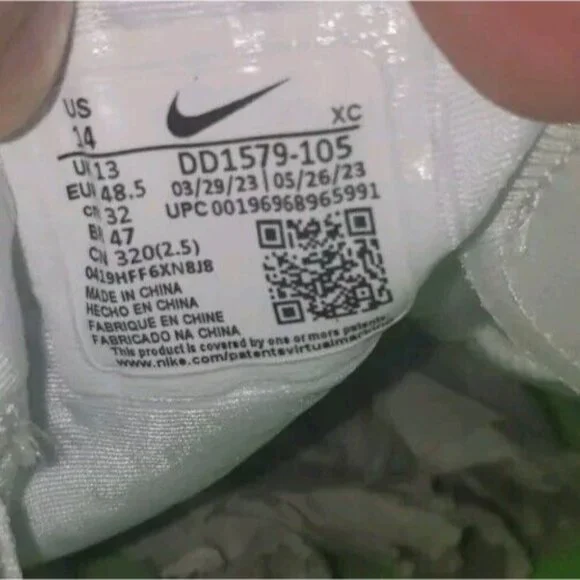 US
14
XC
UK 13
DD1579-105
EUR 48.5
03/29/23 | 05/26/23
CM 32
UPC 00196968965991
BR 47
CN 320(2.5)
0419HFF6XN8J8
MADE IN CHINA
HECHO EN CHINA
FABRIQUE EN CHINE
FABRICADO NA CHINA
This product is covered by one or more patents.
www.nike.com/patentsvirtualmarking